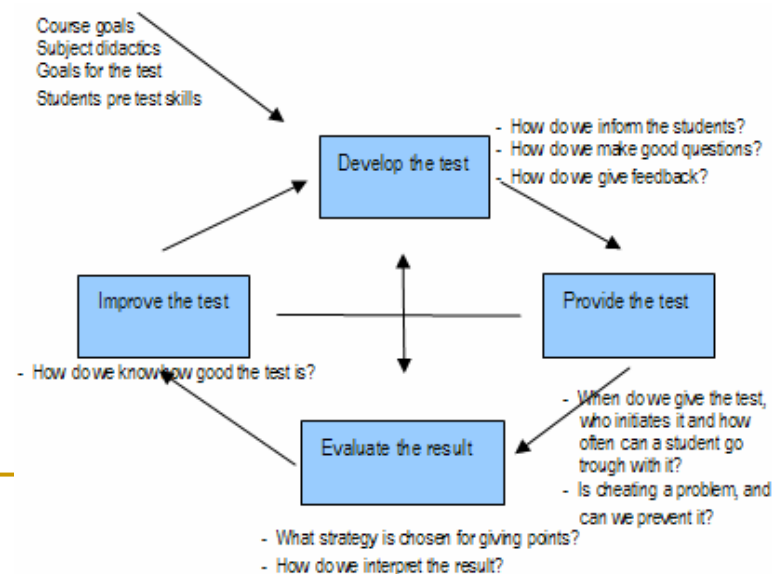 Course goals
Subject didactics
Goals for the test
Students pre test skills
Develop the test
- How do we inform the students?
- How do we make good questions?
- How do we give feedback?
Improve the test
Provide the test
- How do we know how good the test is?
- When do we give the test,
who initiates it and how
often can a student go
trough with it?
- Is cheating a problem, and
can we prevent it?
Evaluate the result
- What strategy is chosen for giving points?
- How do we interpret the result?